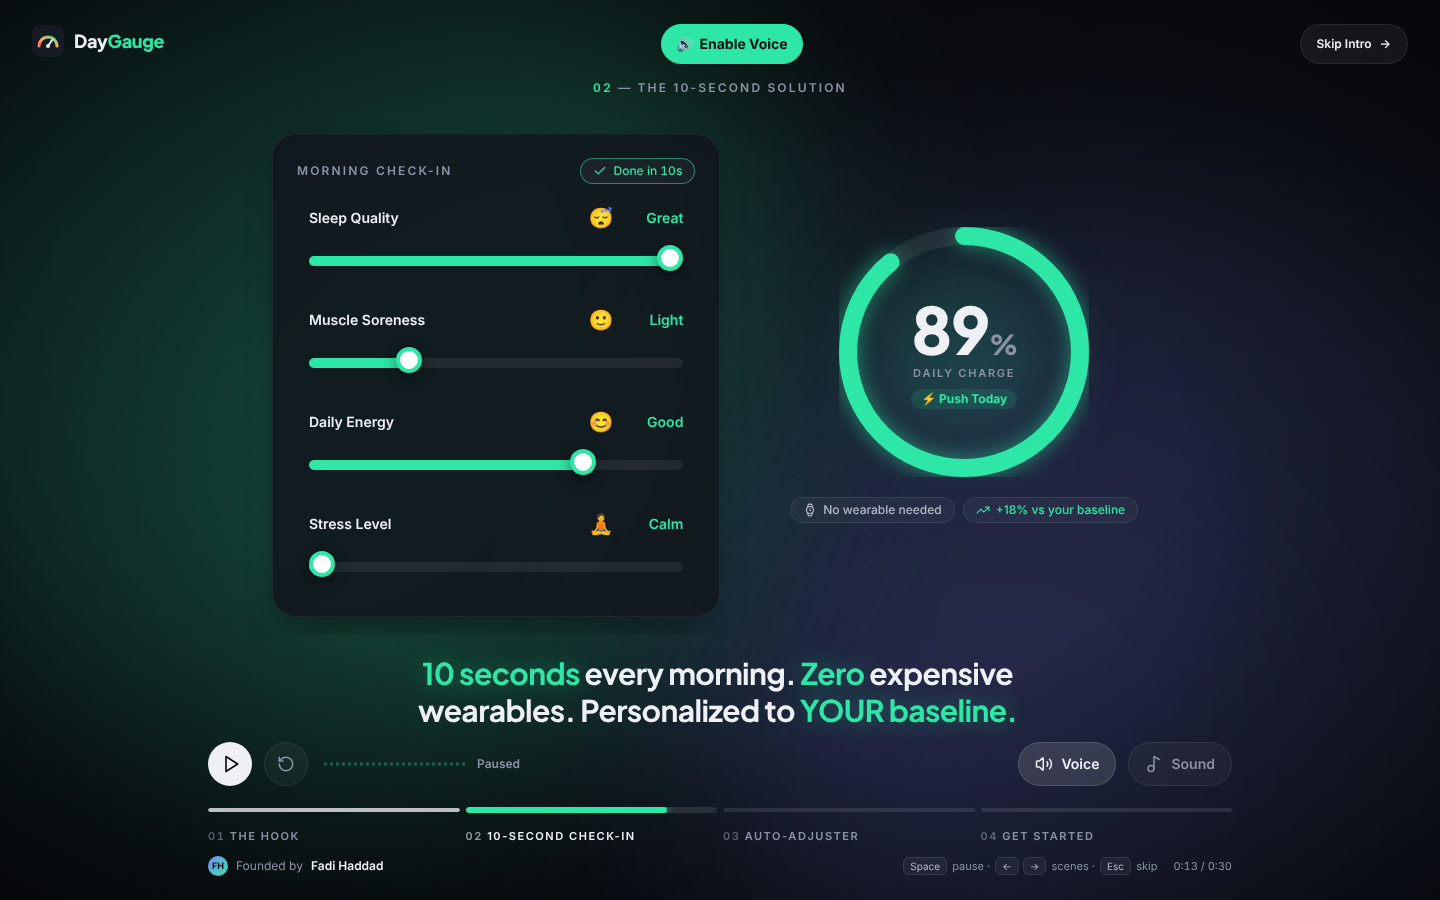 DayGauge
Enable Voice
Skip Intro →
02 — THE 10-SECOND SOLUTION
MORNING CHECK-IN
Done in 10s
Sleep Quality
Great
Muscle Soreness
Light
Daily Energy
Good
Stress Level
Calm
89%
DAILY CHARGE
⚡ Push Today
No wearable needed
+18% vs your baseline
10 seconds every morning. Zero expensive
wearables. Personalized to YOUR baseline.
Paused
Voice
Sound
01 THE HOOK
02 10-SECOND CHECK-IN
03 AUTO-ADJUSTER
04 GET STARTED
FH Founded by Fadi Haddad
Space pause · ← → scenes · Esc skip 0:13 / 0:30